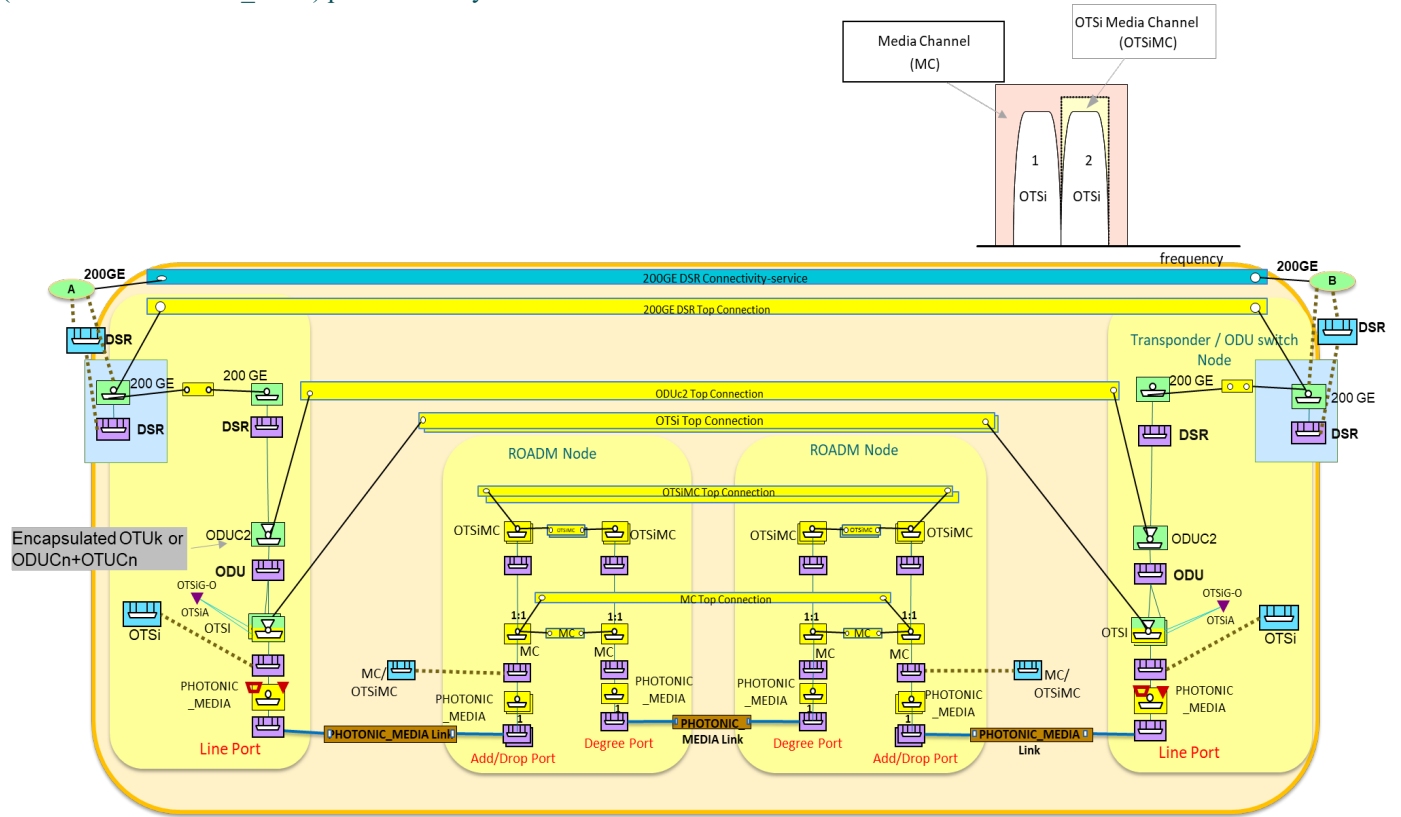 Media Channel
(MC)
OTSi Media Channel
(OTSiMC)
1
2
OTSi
OTSi
frequency
200GE
200GE DSR Connectivity-service
200GE
A
B
200GE DSR Top Connection
DSR
DSR
Transponder / ODU switch
Node
200 GE
200 GE
200 GE
200 GE
DSR
DSR
DSR
DSR
ODUc2 Top Connection
OTSi Top Connection
ROADM Node
ROADM Node
OTSiMC Top Connection
OTSiMC
OTSiMC
OTSiMC
OTSiMC
OTSiMC
OTSiMC
Encapsulated OTUk or
ODUCn+OTUCn
ODUC2
ODUC2
ODU
ODU
OTSiG-O
OTSiA
OTSI
OTSi
OTSiG-O
OTSiA
OTSI
OTSi
MC Top Connection
1:1
1:1
1:1
1:1
MC
MC
MC
MC
MC
MC
MC/
OTSiMC
MC/
OTSiMC
PHOTONIC
_MEDIA
PHOTONIC
_MEDIA
PHOTONIC
_MEDIA
PHOTONIC
_MEDIA
PHOTONIC
_MEDIA
PHOTONIC
_MEDIA
1
1
1
1
PHOTONIC_MEDIA Link
PHOTONIC_
MEDIA Link
PHOTONIC_MEDIA
Link
Line Port
Add/Drop Port
Degree Port
Degree Port
Add/Drop Port
Line Port